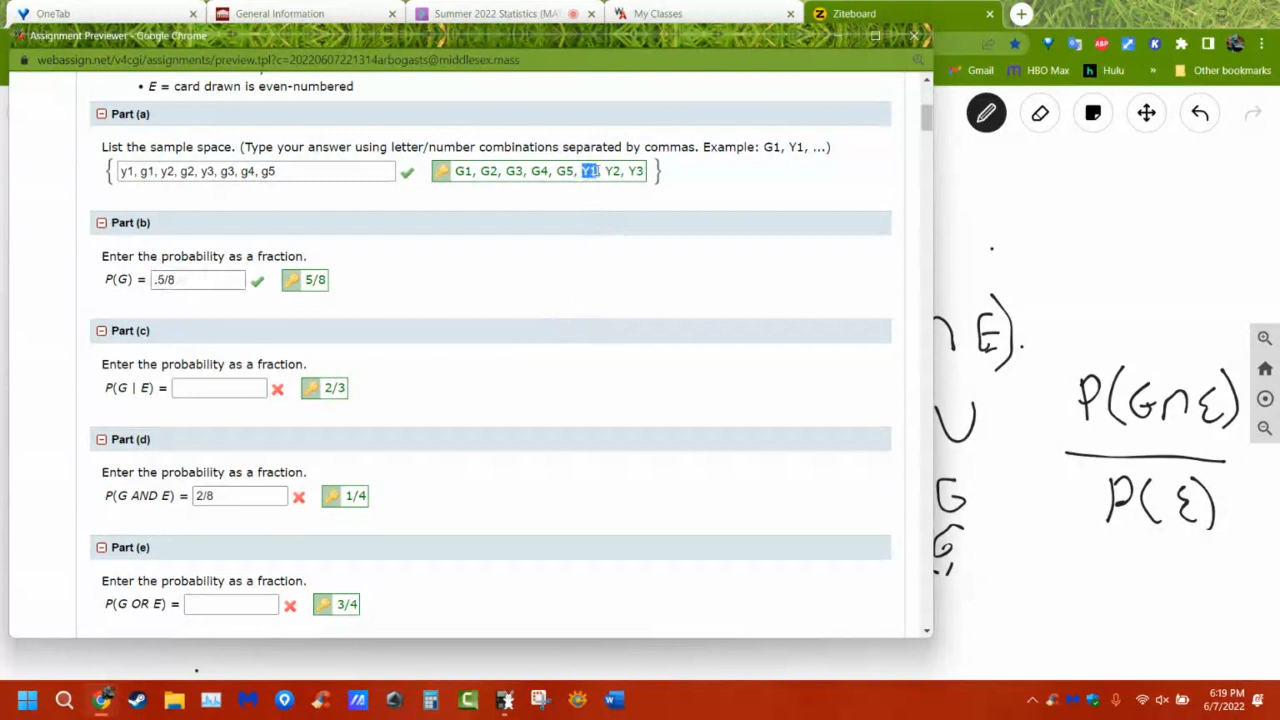 OneTab
General Information
Summer 2022 Statistics (MA
My Classes
Ziteboard
Assignment Previewer - Google Chrome
webassign.net/v4cgi/assignments/preview.tpl?c=20220607221314arbogasts@middlesex.mass
Gmail
HBO Max
Hulu
»
Other bookmarks
• E = card drawn is even-numbered
Part (a)
List the sample space. (Type your answer using letter/number combinations separated by commas. Example: G1, Y1, ...)
{ y1, g1, y2, g2, y3, g3, g4, g5 G1, G2, G3, G4, G5, Y1, Y2, Y3 }
Part (b)
Enter the probability as a fraction.
P(G) = .5/8 5/8
Part (c)
Enter the probability as a fraction.
P(G | E) = 2/3
Part (d)
Enter the probability as a fraction.
P(G AND E) = 2/8 1/4
Part (e)
Enter the probability as a fraction.
P(G OR E) = 3/4
∩ E).
U
G
P(G∩E)
P(E)
6:19 PM
6/7/2022